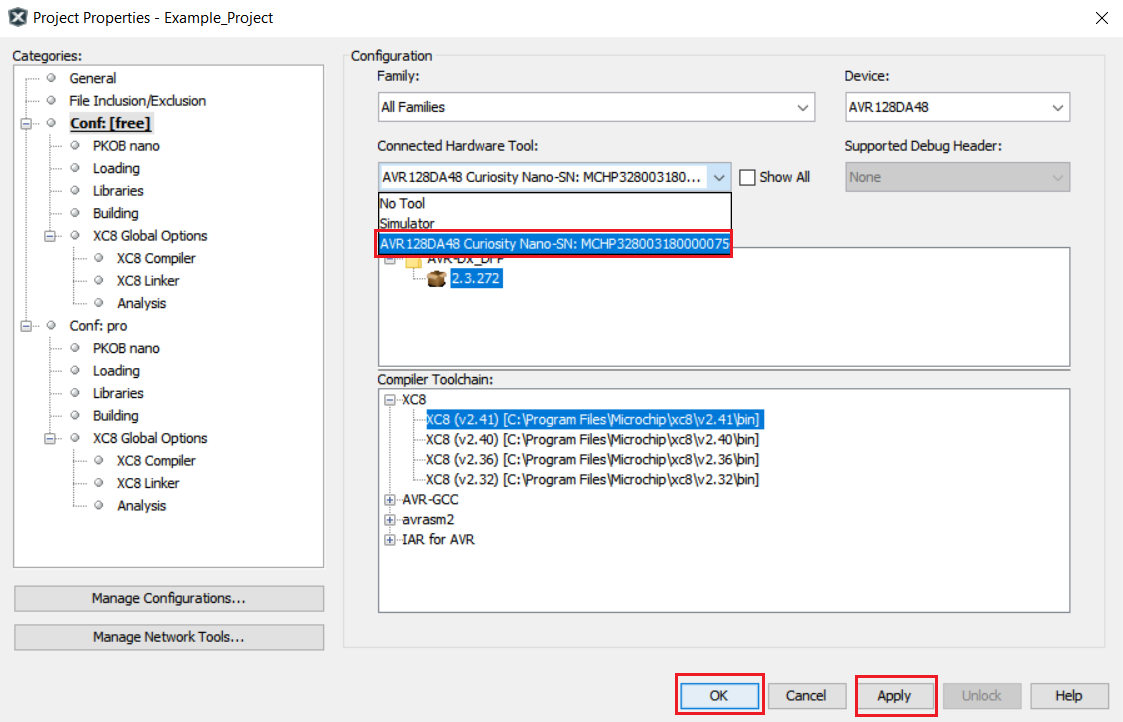 Project Properties - Example_Project
Categories:
General
File Inclusion/Exclusion
Conf: [free]
PKOB nano
Loading
Libraries
Building
XC8 Global Options
XC8 Compiler
XC8 Linker
Analysis
Conf: pro
PKOB nano
Loading
Libraries
Building
XC8 Global Options
XC8 Compiler
XC8 Linker
Analysis
Manage Configurations...
Manage Network Tools...
Configuration
Family:
All Families
Device:
AVR128DA48
Connected Hardware Tool:
AVR128DA48 Curiosity Nano-SN: MCHP328003180...
Show All
Supported Debug Header:
None
No Tool
Simulator
AVR128DA48 Curiosity Nano-SN: MCHP328003180000075
AVR-Dx_DFP
2.3.272
Compiler Toolchain:
XC8
XC8 (v2.41) [C:\Program Files\Microchip\xc8\v2.41\bin]
XC8 (v2.40) [C:\Program Files\Microchip\xc8\v2.40\bin]
XC8 (v2.36) [C:\Program Files\Microchip\xc8\v2.36\bin]
XC8 (v2.32) [C:\Program Files\Microchip\xc8\v2.32\bin]
AVR-GCC
avrasm2
IAR for AVR
OK
Cancel
Apply
Unlock
Help